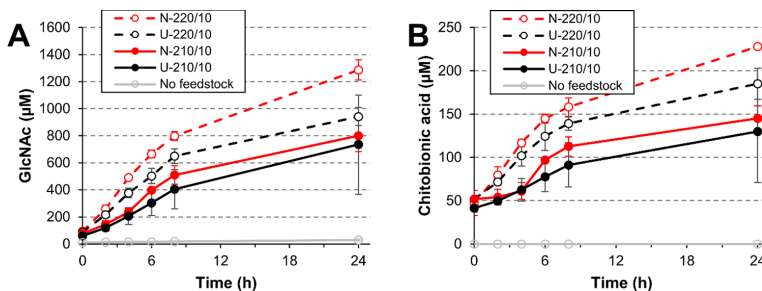 A
N-220/10
U-220/10
N-210/10
U-210/10
No feedstock
GlcNAc (µM)
1600
1400
1200
1000
800
600
400
200
0
0 6 12 18 24
Time (h)
B
N-220/10
U-220/10
N-210/10
U-210/10
No feedstock
Chitobionic acid (µM)
250
200
150
100
50
0
0 6 12 18 24
Time (h)